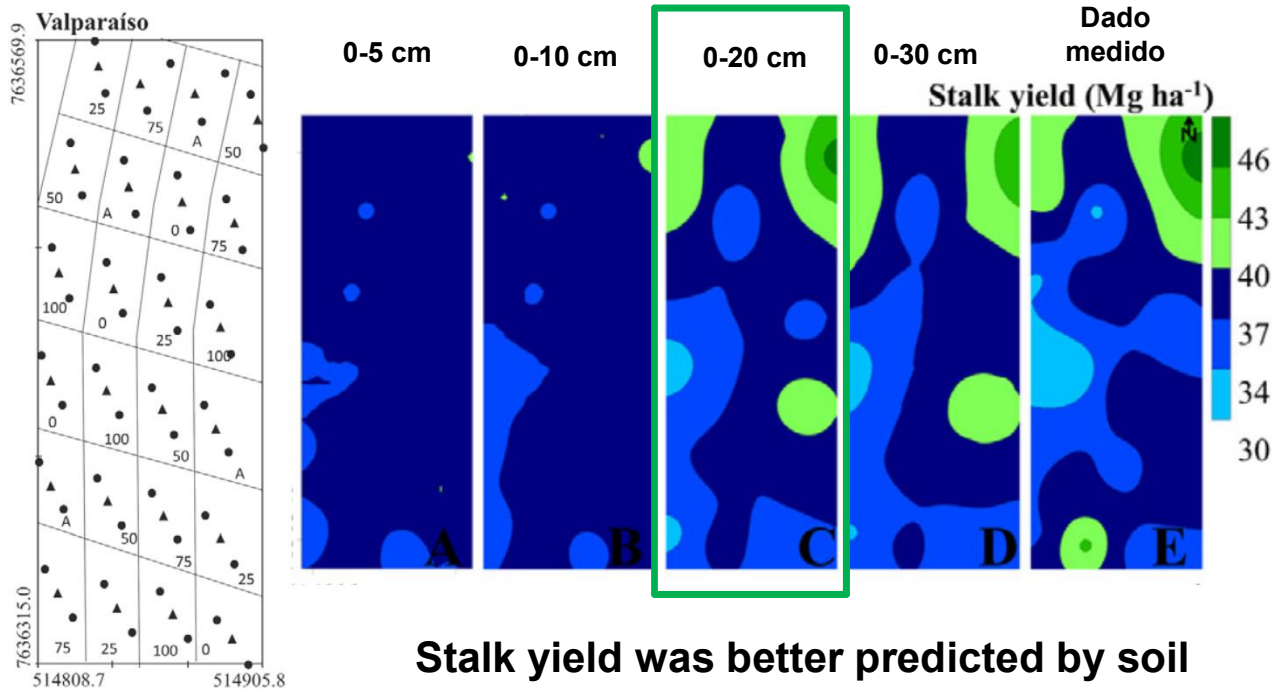 Valparaíso
7636569.9
7636315.0
514808.7
514905.8
25
75
A
50
50
A
0
75
100
0
25
100
0
100
50
A
A
50
75
25
75
25
100
0
0-5 cm
0-10 cm
0-20 cm
0-30 cm
Dado
medido
Stalk yield (Mg ha-1)
N
46
43
40
37
34
30
A
B
C
D
E
Stalk yield was better predicted by soil